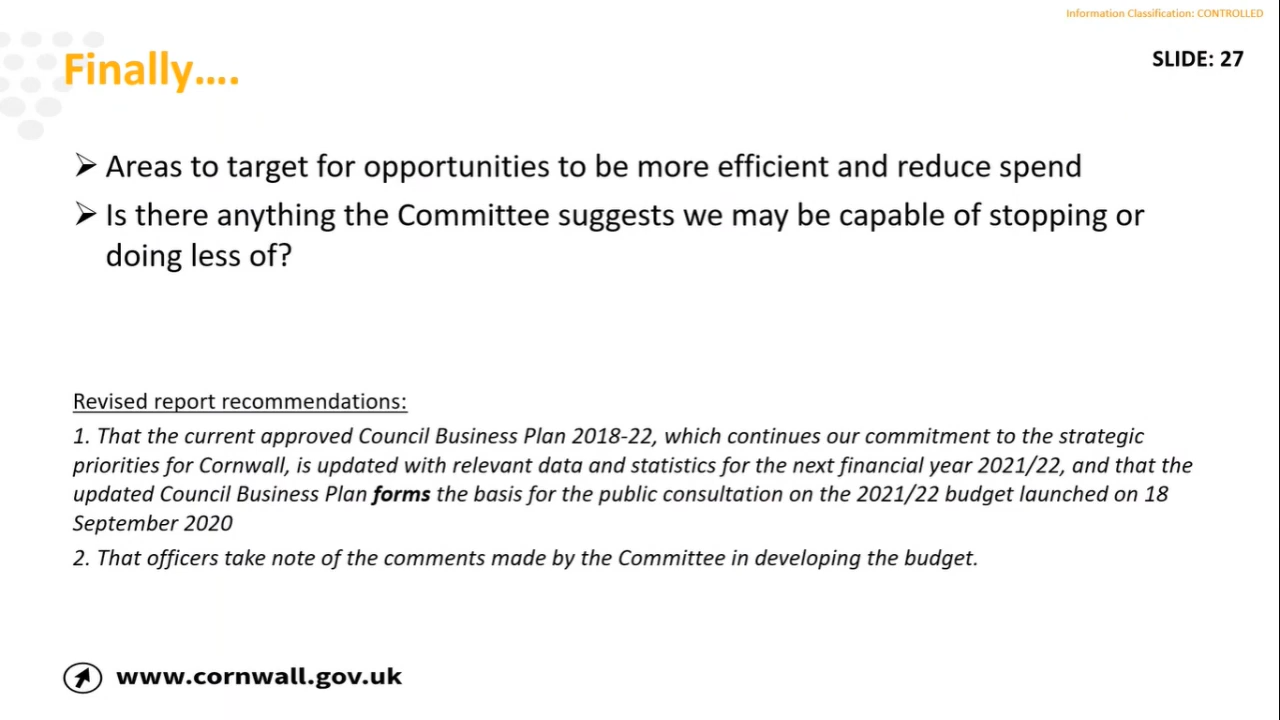 Information Classification: CONTROLLED
Finally....
SLIDE: 27
➢ Areas to target for opportunities to be more efficient and reduce spend
➢ Is there anything the Committee suggests we may be capable of stopping or
doing less of?
Revised report recommendations:
1. That the current approved Council Business Plan 2018-22, which continues our commitment to the strategic
priorities for Cornwall, is updated with relevant data and statistics for the next financial year 2021/22, and that the
updated Council Business Plan forms the basis for the public consultation on the 2021/22 budget launched on 18
September 2020
2. That officers take note of the comments made by the Committee in developing the budget.
www.cornwall.gov.uk